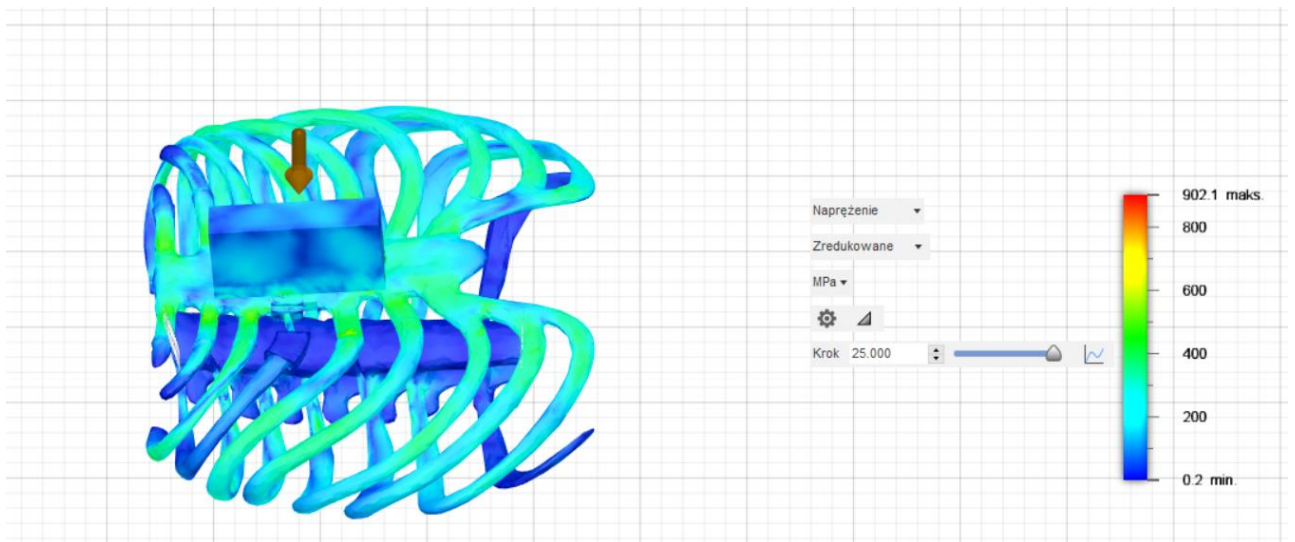 Naprężenie
Zredukowane
MPa
Krok 25.000
902.1 maks.
800
600
400
200
0.2 min.